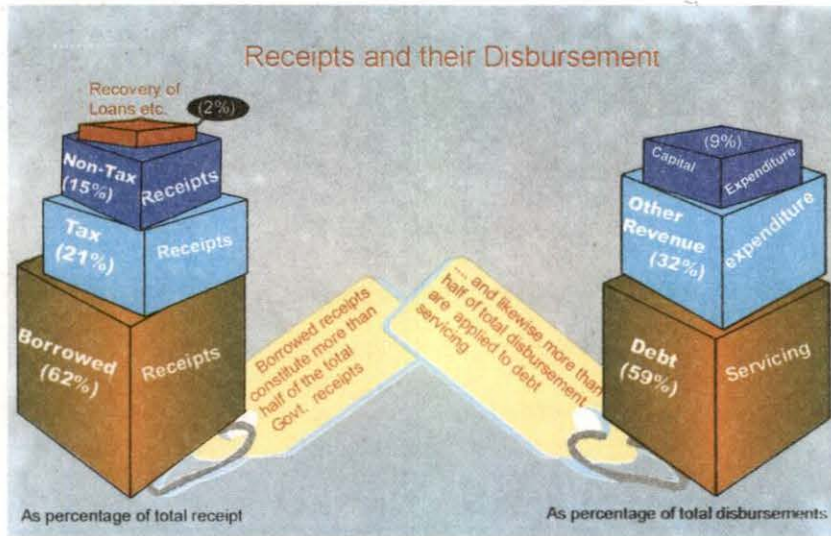 Receipts and their Disbursement
Recovery of
Loans etc.
(2%)
Non-Tax
(15%)
Receipts
Tax
(21%)
Receipts
Borrowed
(62%)
Receipts
Borrowed receipts
constitute more than
half of the total
Govt. receipts
.... and likewise more than
half of total disbursement
are applied to debt
servicing
(9%)
Capital
Expenditure
Other
Revenue
(32%)
expenditure
Debt
(59%)
Servicing
As percentage of total receipt
As percentage of total disbursements